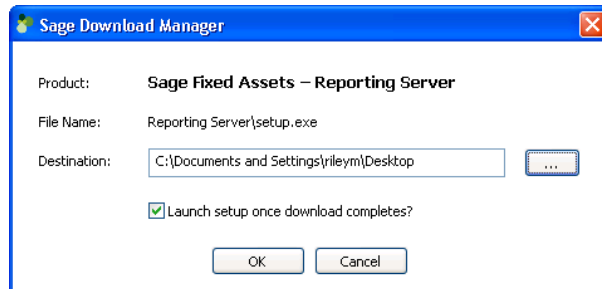 Sage Download Manager
Product: Sage Fixed Assets – Reporting Server
File Name: Reporting Server\setup.exe
Destination: C:\Documents and Settings\rileym\Desktop ...
Launch setup once download completes?
OK Cancel